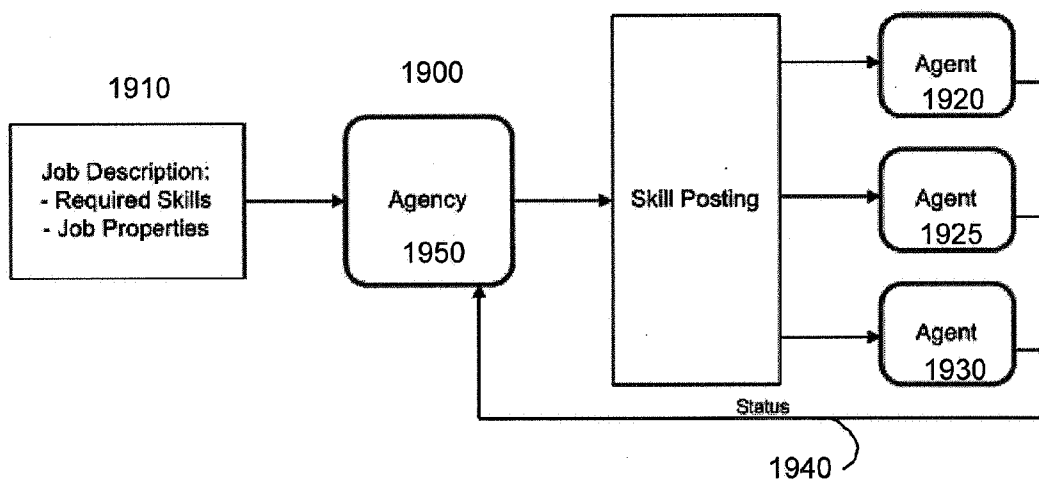 1910
1900
Job Description:
- Required Skills
- Job Properties
Agency
1950
Skill Posting
Agent
1920
Agent
1925
Agent
1930
Status
1940